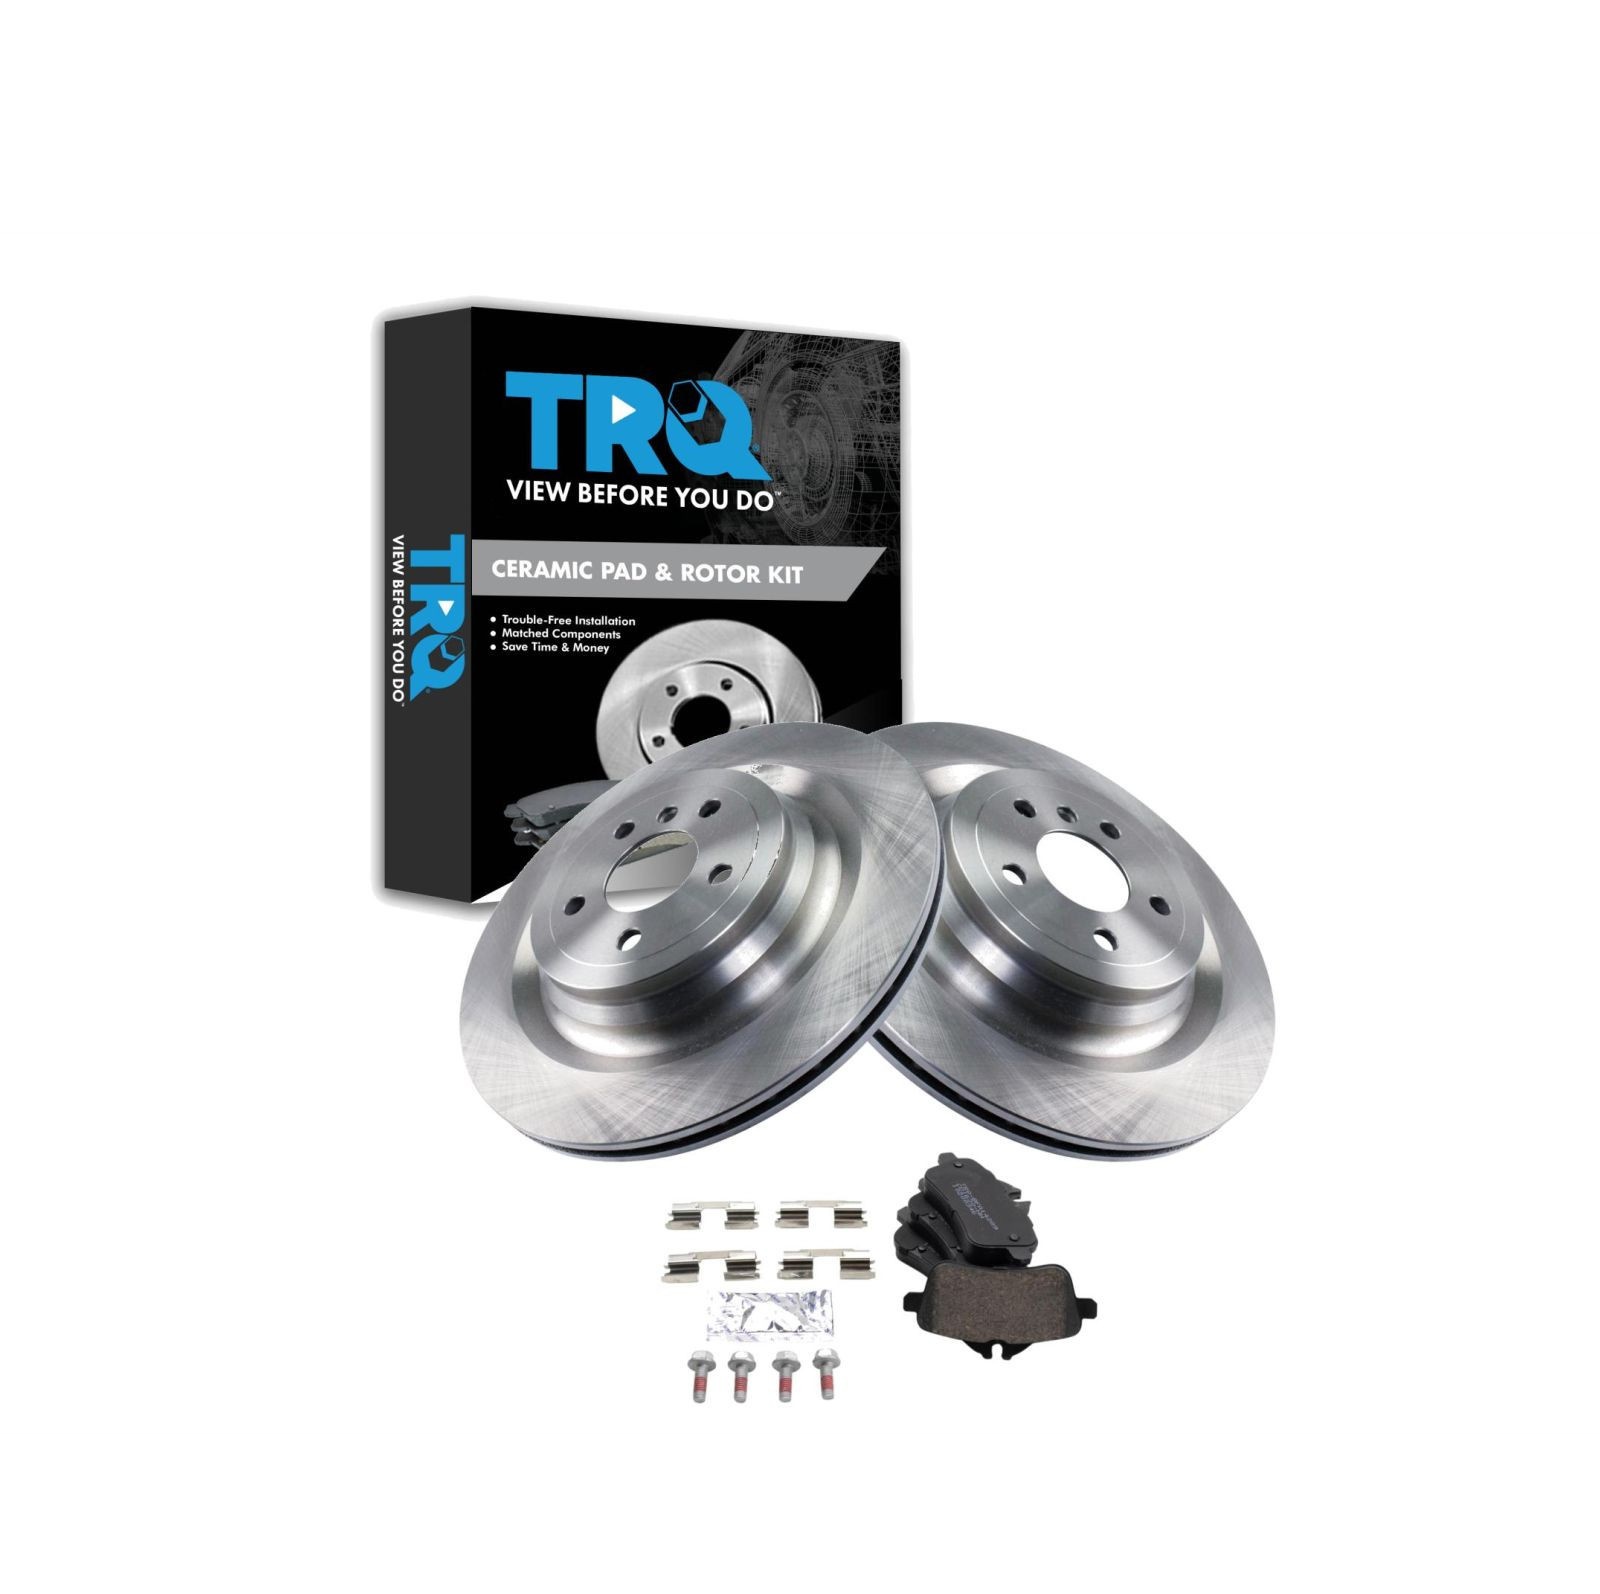 TRQ®
VIEW BEFORE YOU DO™
CERAMIC PAD & ROTOR KIT
• Trouble-Free Installation
• Matched Components
• Save Time & Money
TRQ®
VIEW BEFORE YOU DO™